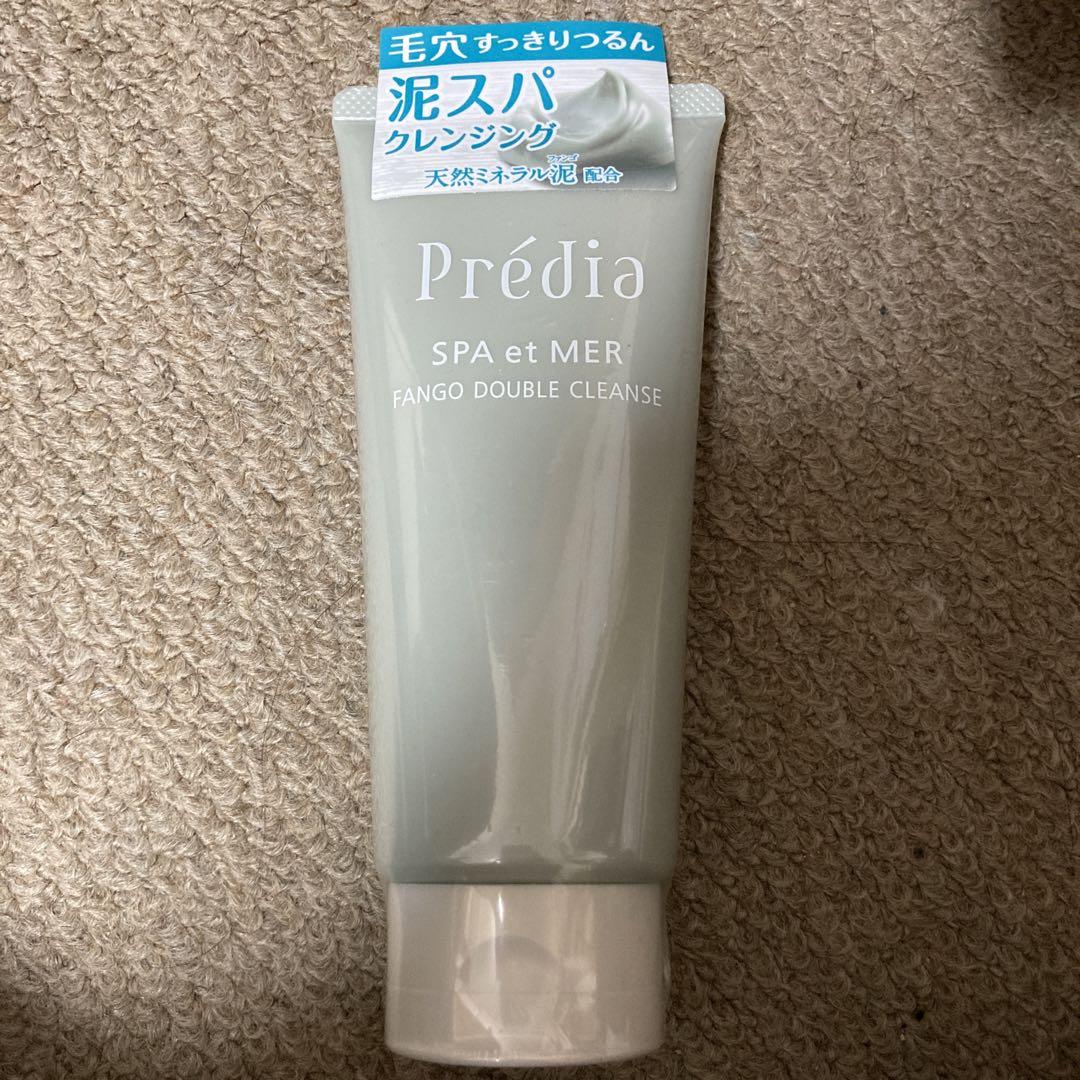 毛穴すっきりつるん
泥スパ
クレンジング
ファンゴ
天然ミネラル泥 配合
Prédia
SPA et MER
FANGO DOUBLE CLEANSE